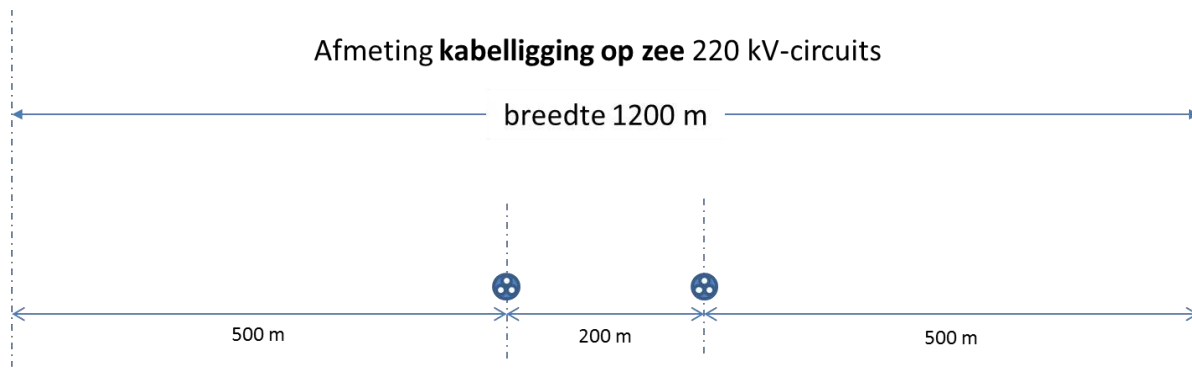 Afmeting kabelligging op zee 220 kV-circuits
breedte 1200 m
500 m
200 m
500 m